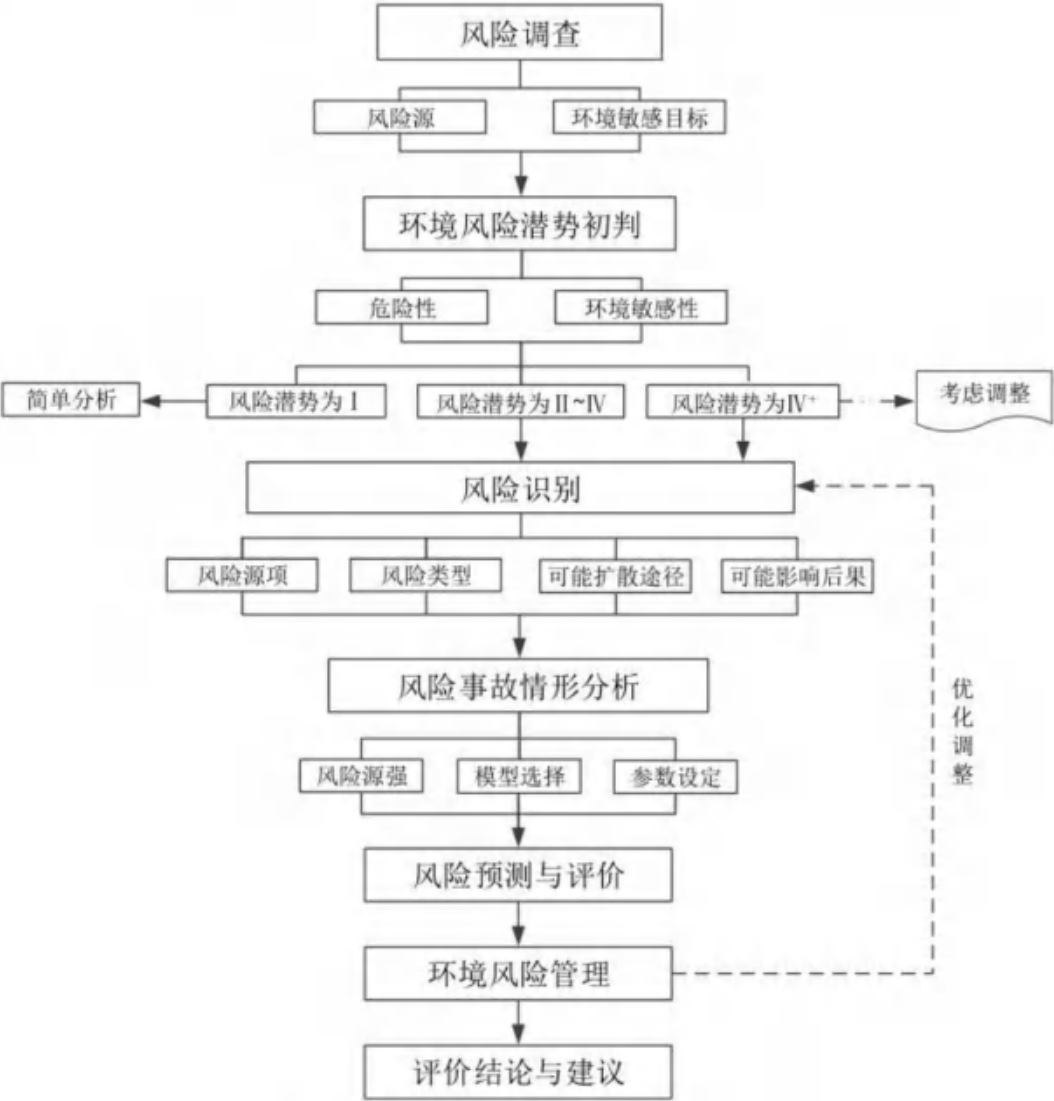 风险调查
风险源
环境敏感目标
环境风险潜势初判
危险性
环境敏感性
简单分析
风险潜势为Ⅰ
风险潜势为Ⅱ~Ⅳ
风险潜势为Ⅳ⁺
考虑调整
风险识别
风险源项
风险类型
可能扩散途径
可能影响后果
风险事故情形分析
优化调整
风险源强
模型选择
参数设定
风险预测与评价
环境风险管理
评价结论与建议